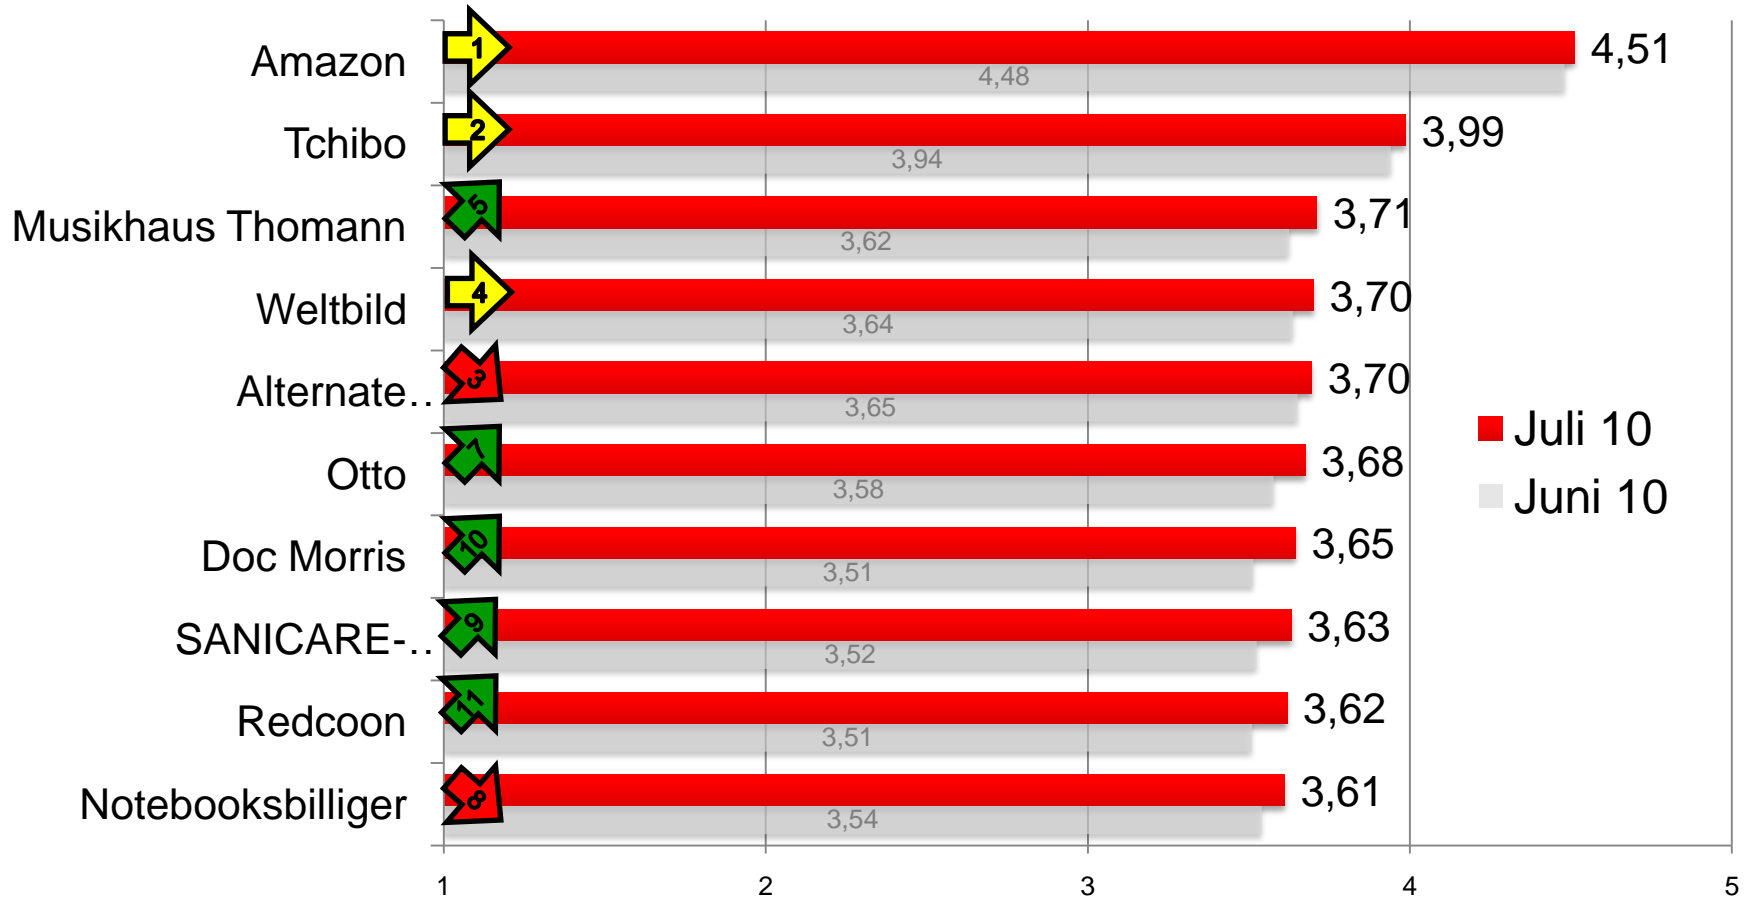 Amazon 1 4,51
4,48
Tchibo 2 3,99
3,94
Musikhaus Thomann 5 3,71
3,62
Weltbild 4 3,70
3,64
Alternate.. 3 3,70
3,65
Otto 7 3,68
3,58
Doc Morris 10 3,65
3,51
SANICARE-.. 9 3,63
3,52
Redcoon 11 3,62
3,51
Notebooksbilliger 8 3,61
3,54
1 2 3 4 5
Juli 10
Juni 10